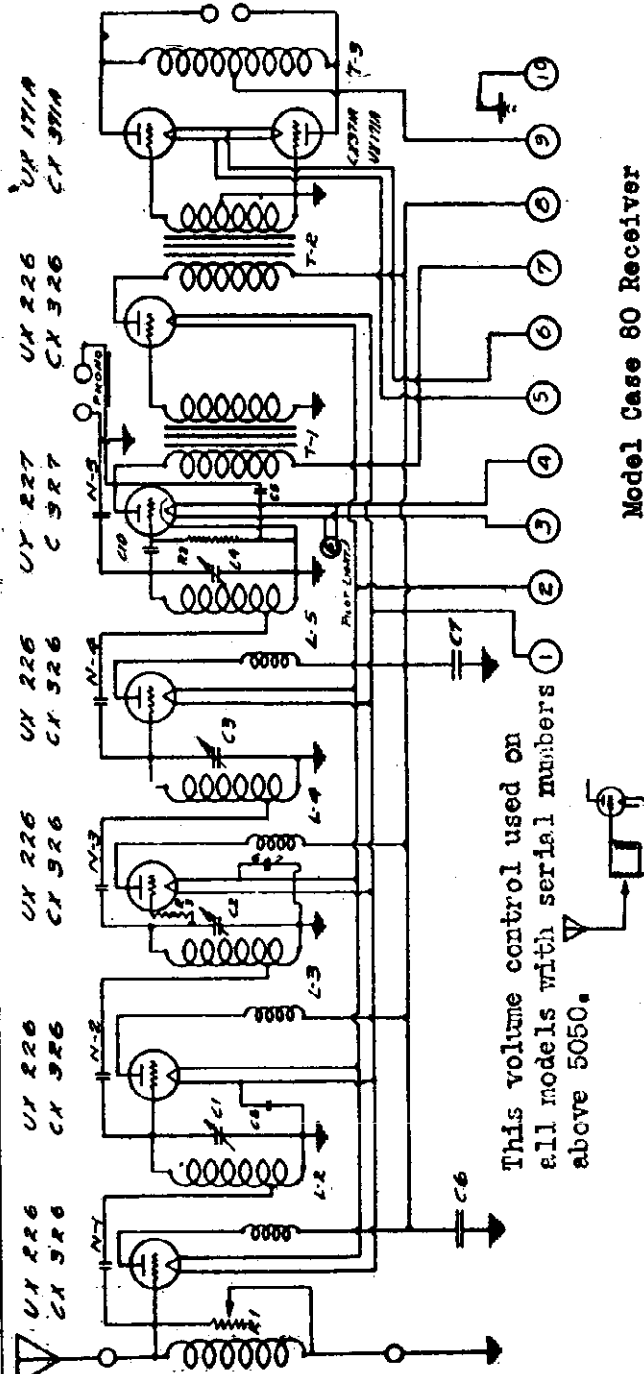 UX 226
CX 326
UX 226
CX 326
UX 226
CX 326
UX 226
CX 326
UY 227
C 327
UX 226
CX 326
UX 171A
CX 371A
N-1
N-2
N-3
N-4
N-5
PHONO
C10
R1
C1
C2
C3
R2
C4
CX371A
UX171A
L-2
L-3
L-4
L-5
T-1
T-2
T-3
PILOT LIGHT
C6
C7
1
2
3
4
5
6
7
8
9
10
This volume control used on
all models with serial numbers
above 5050.
Model Case 80 Receiver